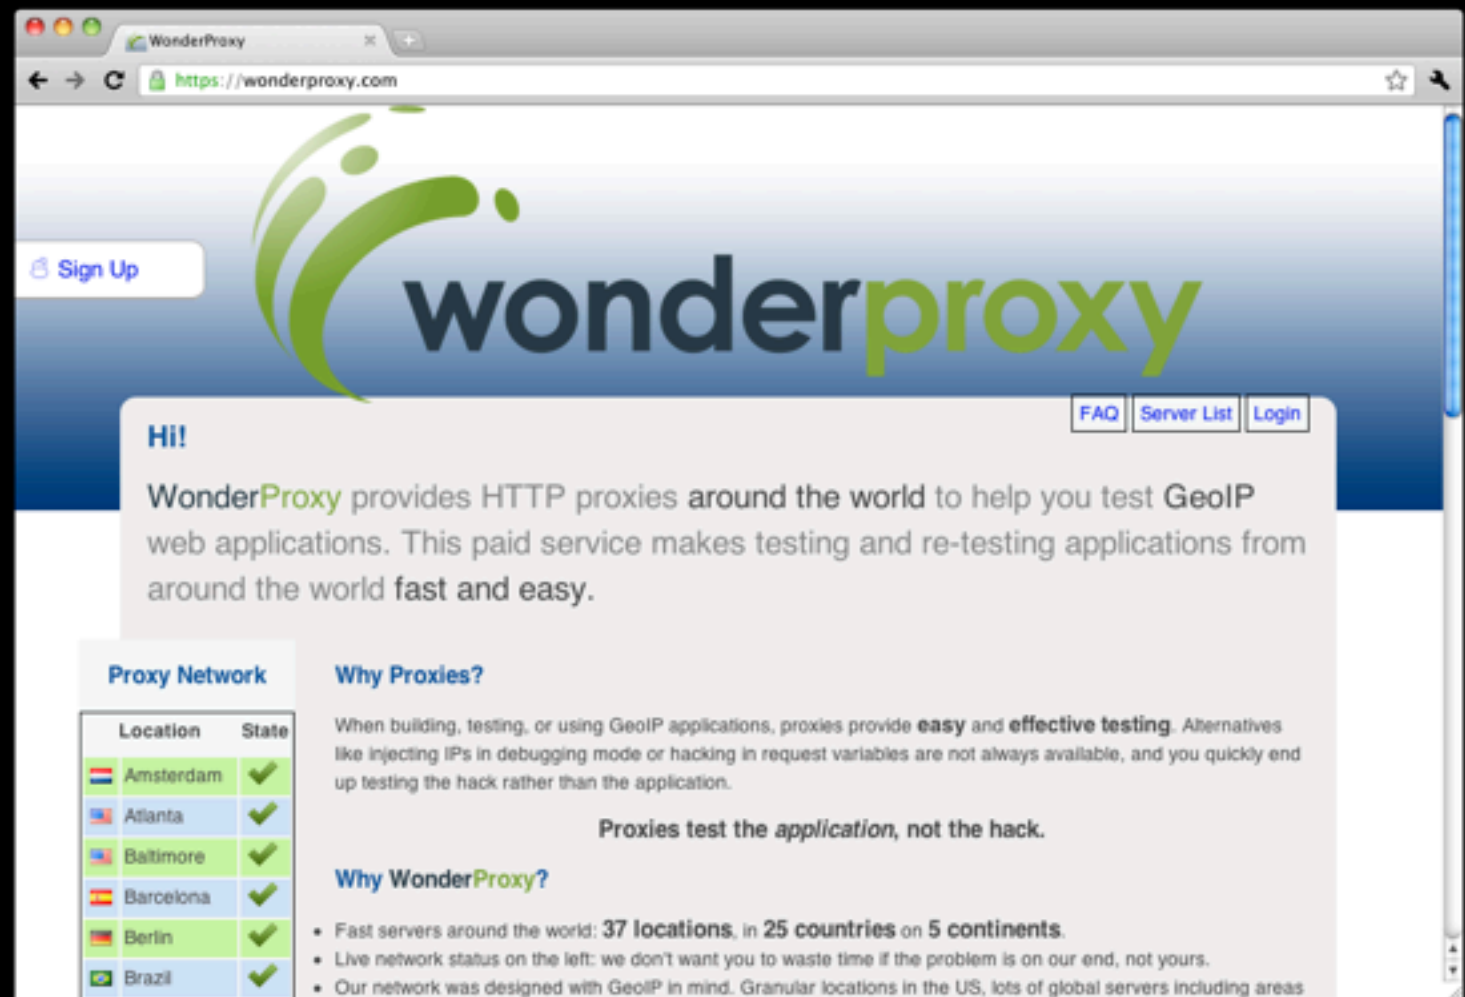 WonderProxy
https://wonderproxy.com
Sign Up
wonderproxy
FAQ Server List Login
Hi!
WonderProxy provides HTTP proxies around the world to help you test GeoIP
web applications. This paid service makes testing and re-testing applications from
around the world fast and easy.
Proxy Network
Location State
Amsterdam
Atlanta
Baltimore
Barcelona
Berlin
Brazil
Why Proxies?
When building, testing, or using GeoIP applications, proxies provide easy and effective testing. Alternatives
like injecting IPs in debugging mode or hacking in request variables are not always available, and you quickly end
up testing the hack rather than the application.
Proxies test the application, not the hack.
Why WonderProxy?
• Fast servers around the world: 37 locations, in 25 countries on 5 continents.
• Live network status on the left: we don't want you to waste time if the problem is on our end, not yours.
• Our network was designed with GeoIP in mind. Granular locations in the US, lots of global servers including areas